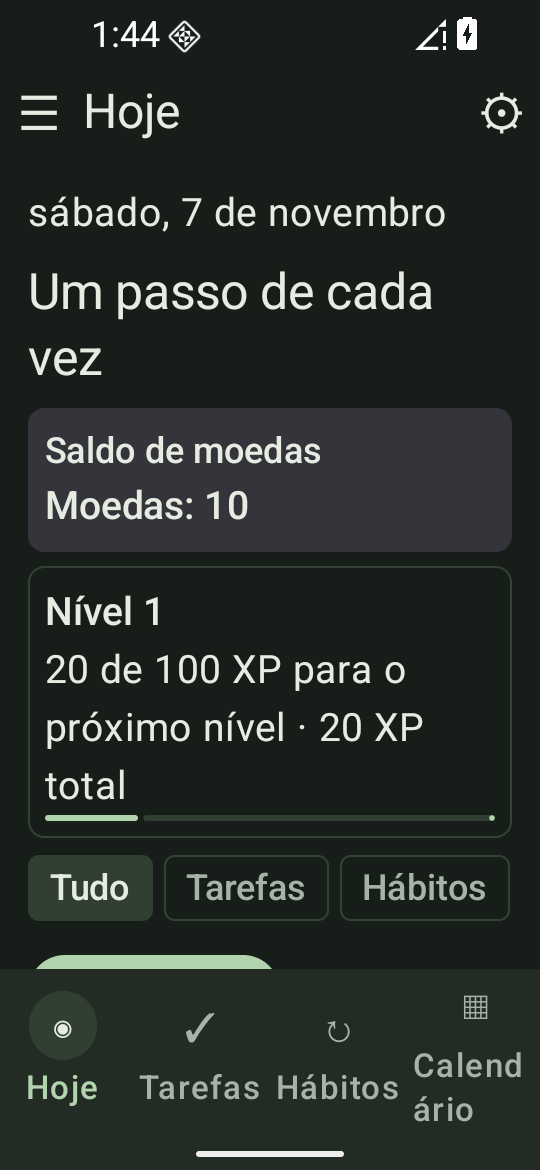 1:44
Hoje
sábado, 7 de novembro
Um passo de cada
vez
Saldo de moedas
Moedas: 10
Nível 1
20 de 100 XP para o
próximo nível · 20 XP
total
Tudo
Tarefas
Hábitos
Hoje
Tarefas
Hábitos
Calend
ário